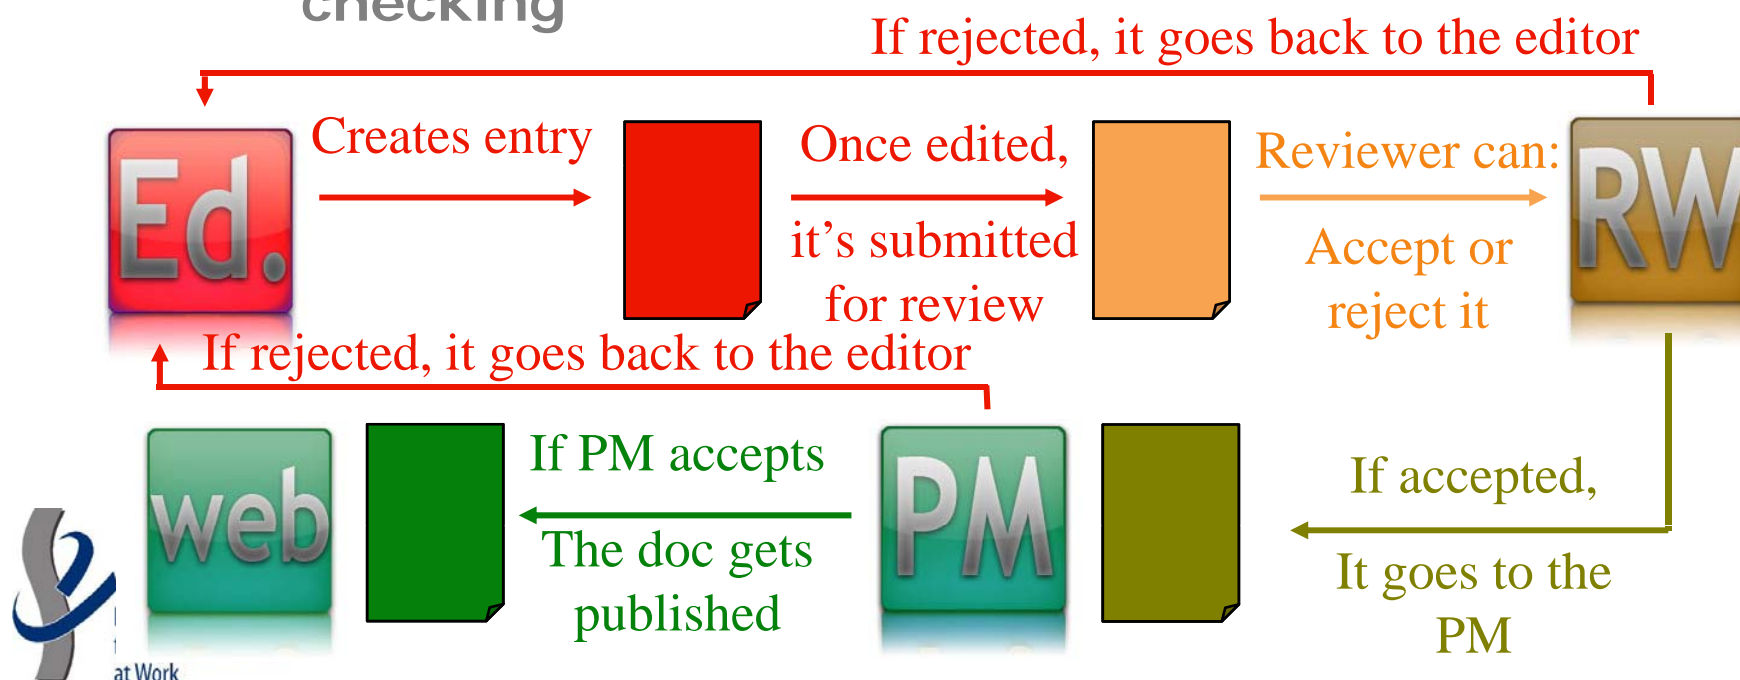 checking
If rejected, it goes back to the editor
Ed.
Creates entry
Once edited,
it's submitted
for review
Reviewer can:
Accept or
reject it
RW
If rejected, it goes back to the editor
web
If PM accepts
The doc gets
published
PM
If accepted,
It goes to the
PM
at Work